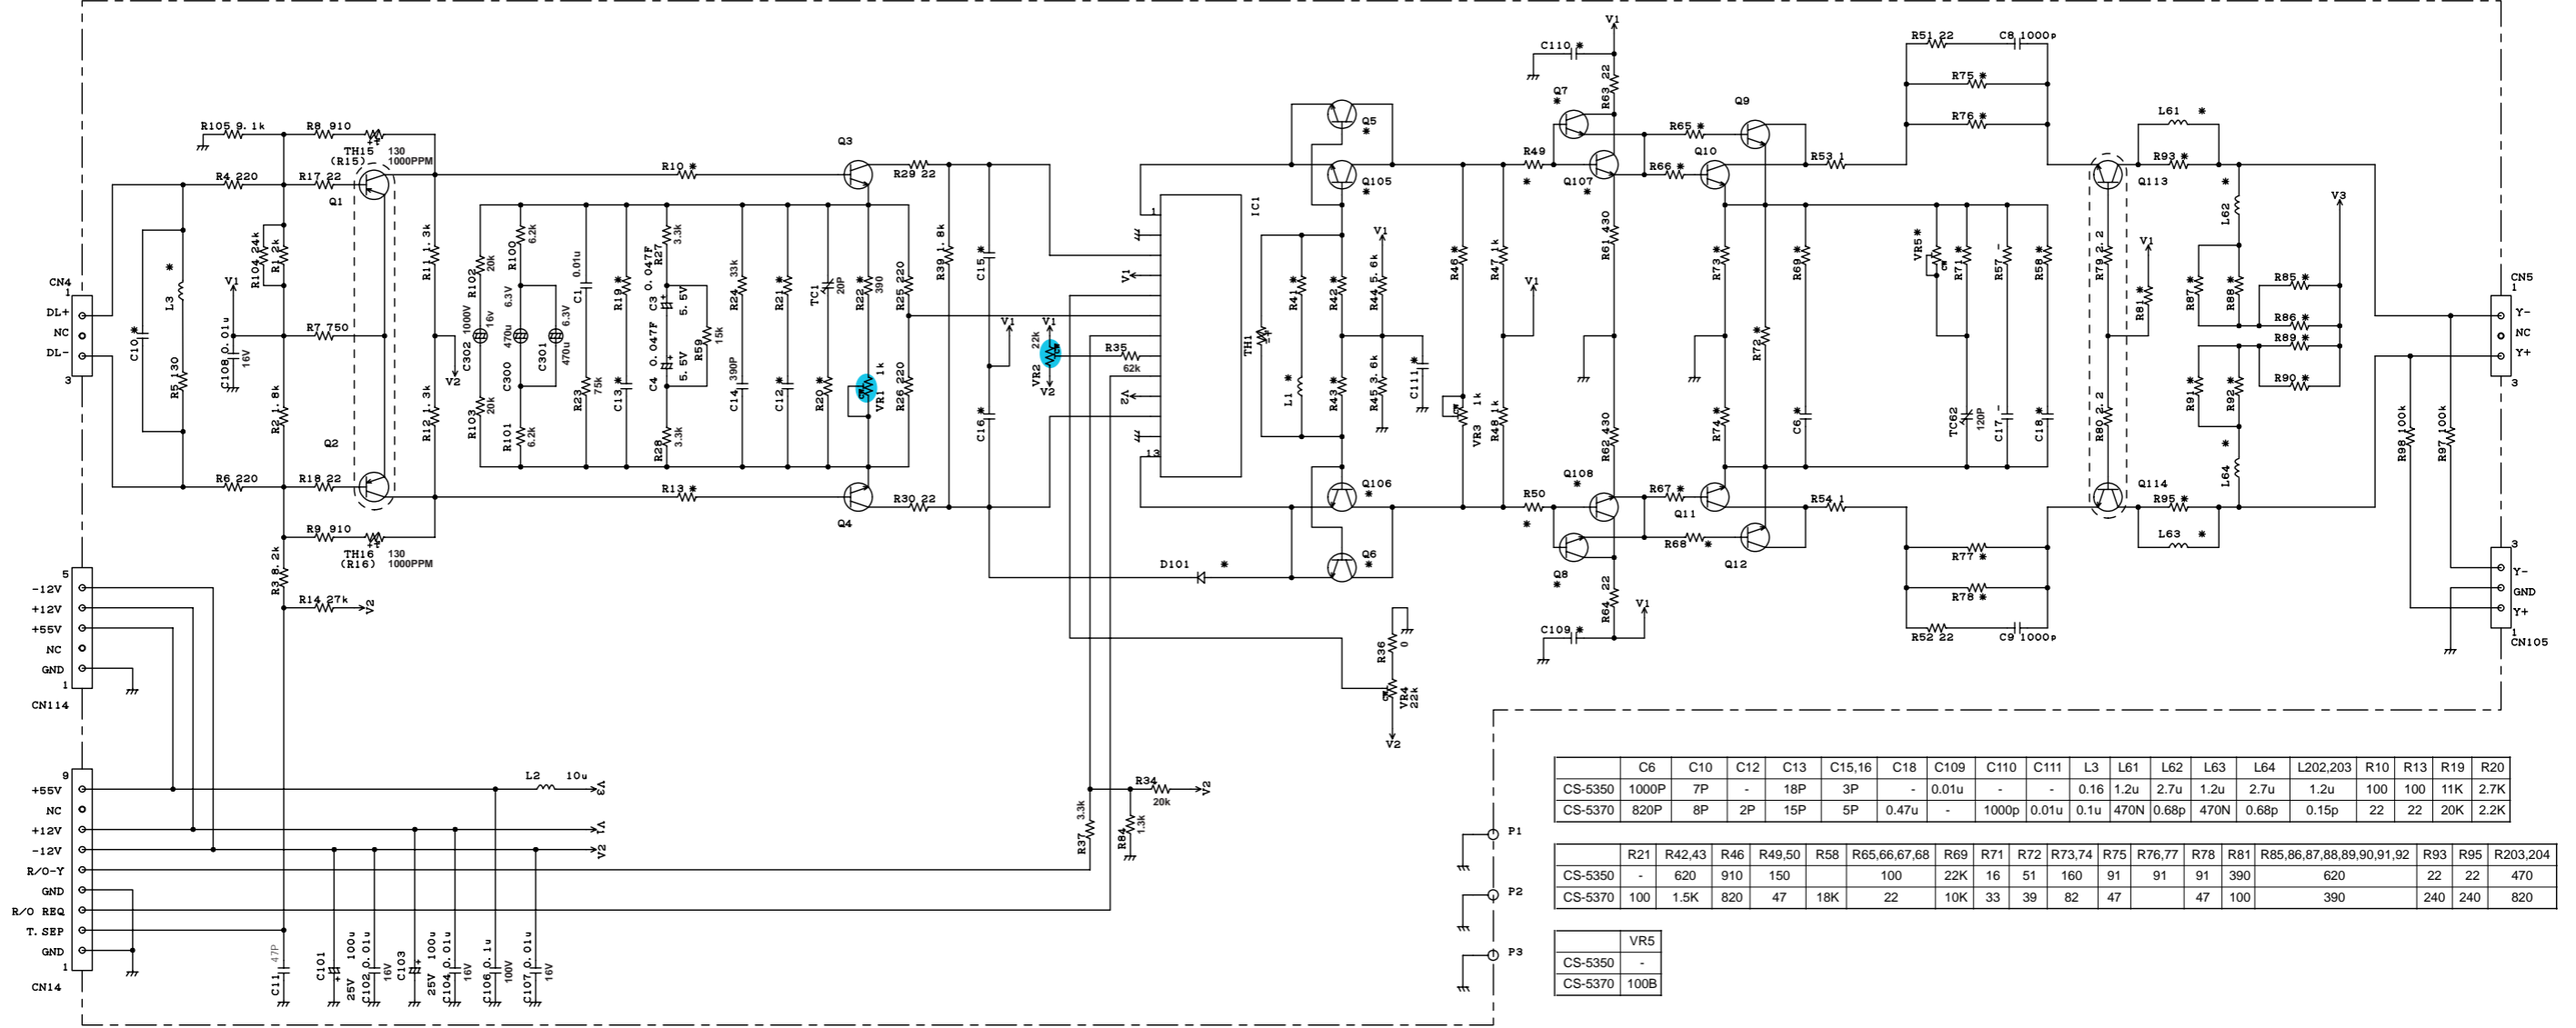 V1
C110 *
R63 22
R51 22
C8 1000p
R75 *
R76 *
Q7
*
Q9
L61 *
R105 9.1k
R8 910
TH15
(R15)
130
1000PPM
Q3
Q5
*
R65 *
R4 220
R17 22
Q1
R10 *
R29 22
Q105
*
R49
*
Q107
*
R66 *
Q10
R53 1
R93 *
Q113
*
L62
V3
L3 *
C10 *
R5 130
R104 24k
R1 2k
V1
C108 0.01u
16V
R7 750
R2 1.8k
R11 1.3k
R12 1.3k
V2
R102
20k
C302 1000V
16v
R103
20k
R100
6.2k
C300
470u 6.3V
R101
6.2k
C301
470u
6.3V
C1 0.01u
R23
75k
R19 *
C13 *
R27
3.3k
C3 0.047F
5.5V
C4 0.047F
5.5V
R28
3.3k
R59
15k
R24 33k
C14 390P
R21 *
C12 *
TC1
20P
R20 *
R22
390
VR1 1k
R25 220
R26 220
R39 1.8k
C15 *
C16 *
V1
V1
22k
VR2
V2
R35
62k
IC1
1
V1
V2
13
TH1
R41 *
L1 *
R42 *
R43 *
V1
R44 5.6k
R45 3.6k
C111 *
R46 *
VR3 1k
R47 1k
R48 1k
V1
R61 430
R62 430
R73 *
R74 *
R72 *
R69 *
C6 *
VR5 *
R71 *
TC62
120P
R57 -
C17 -
R58 *
C18 *
R79 2.2
R80 2.2
V1
R81 *
R87 *
R88 *
R85 *
R86 *
R89 *
R90 *
R91 *
R92 *
*
L64
CN4
1
DL+
NC
DL-
3
CN5
1
Y-
NC
Y+
3
R98 100k
R97 100k
Q2
R6 220
R18 22
R13 *
Q4
R30 22
Q106
*
R50
*
Q108
*
R67 *
Q11
R54 1
Q114
R95 *
R9 910
TH16
(R16)
130
1000PPM
R3 8.2k
R14 27k
V2
D101 *
Q6
*
Q8
*
R68 *
Q12
L63 *
R77 *
R78 *
R52 22
C9 1000p
R64 22
V1
C109 *
5
-12V
+12V
+55V
NC
GND
1
CN114
3
Y-
GND
Y+
1
CN105
R36
0
VR4
22k
V2
9
+55V
NC
+12V
-12V
R/O-Y
GND
R/O REQ
T.SEP
GND
1
CN14
L2 10u
V3
V1
V2
R34
20k
V2
R37 3.3k
R84
1.3k
C11 47P
C101
25V 100u
C102 0.01u
16V
C103
25V 100u
C104 0.01u
16V
C106 0.1u
100V
C107 0.01u
16V
P1
P2
P3
C6 C10 C12 C13 C15,16 C18 C109 C110 C111 L3 L61 L62 L63 L64 L202,203 R10 R13 R19 R20
CS-5350 1000P 7P - 18P 3P - 0.01u - - 0.16 1.2u 2.7u 1.2u 2.7u 1.2u 100 100 11K 2.7K
CS-5370 820P 8P 2P 15P 5P 0.47u - 1000p 0.01u 0.1u 470N 0.68p 470N 0.68p 0.15p 22 22 20K 2.2K
R21 R42,43 R46 R49,50 R58 R65,66,67,68 R69 R71 R72 R73,74 R75 R76,77 R78 R81 R85,86,87,88,89,90,91,92 R93 R95 R203,204
CS-5350 - 620 910 150 100 22K 16 51 160 91 91 91 390 620 22 22 470
CS-5370 100 1.5K 820 47 18K 22 10K 33 39 82 47 47 100 390 240 240 820
VR5
CS-5350 -
CS-5370 100B